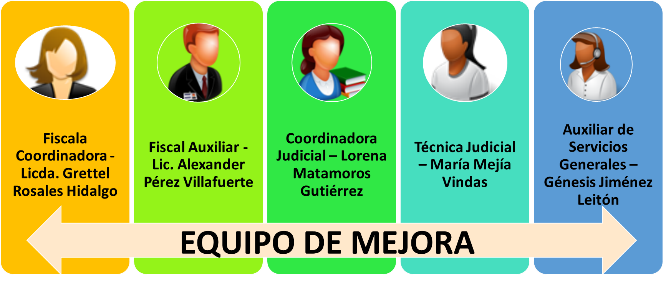 Fiscala
Coordinadora -
Licda. Grettel
Rosales Hidalgo
Fiscal Auxiliar -
Lic. Alexander
Pérez Villafuerte
Coordinadora
Judicial – Lorena
Matamoros
Gutiérrez
Técnica Judicial
– María Mejía
Vindas
Auxiliar de
Servicios
Generales –
Génesis Jiménez
Leitón
EQUIPO DE MEJORA